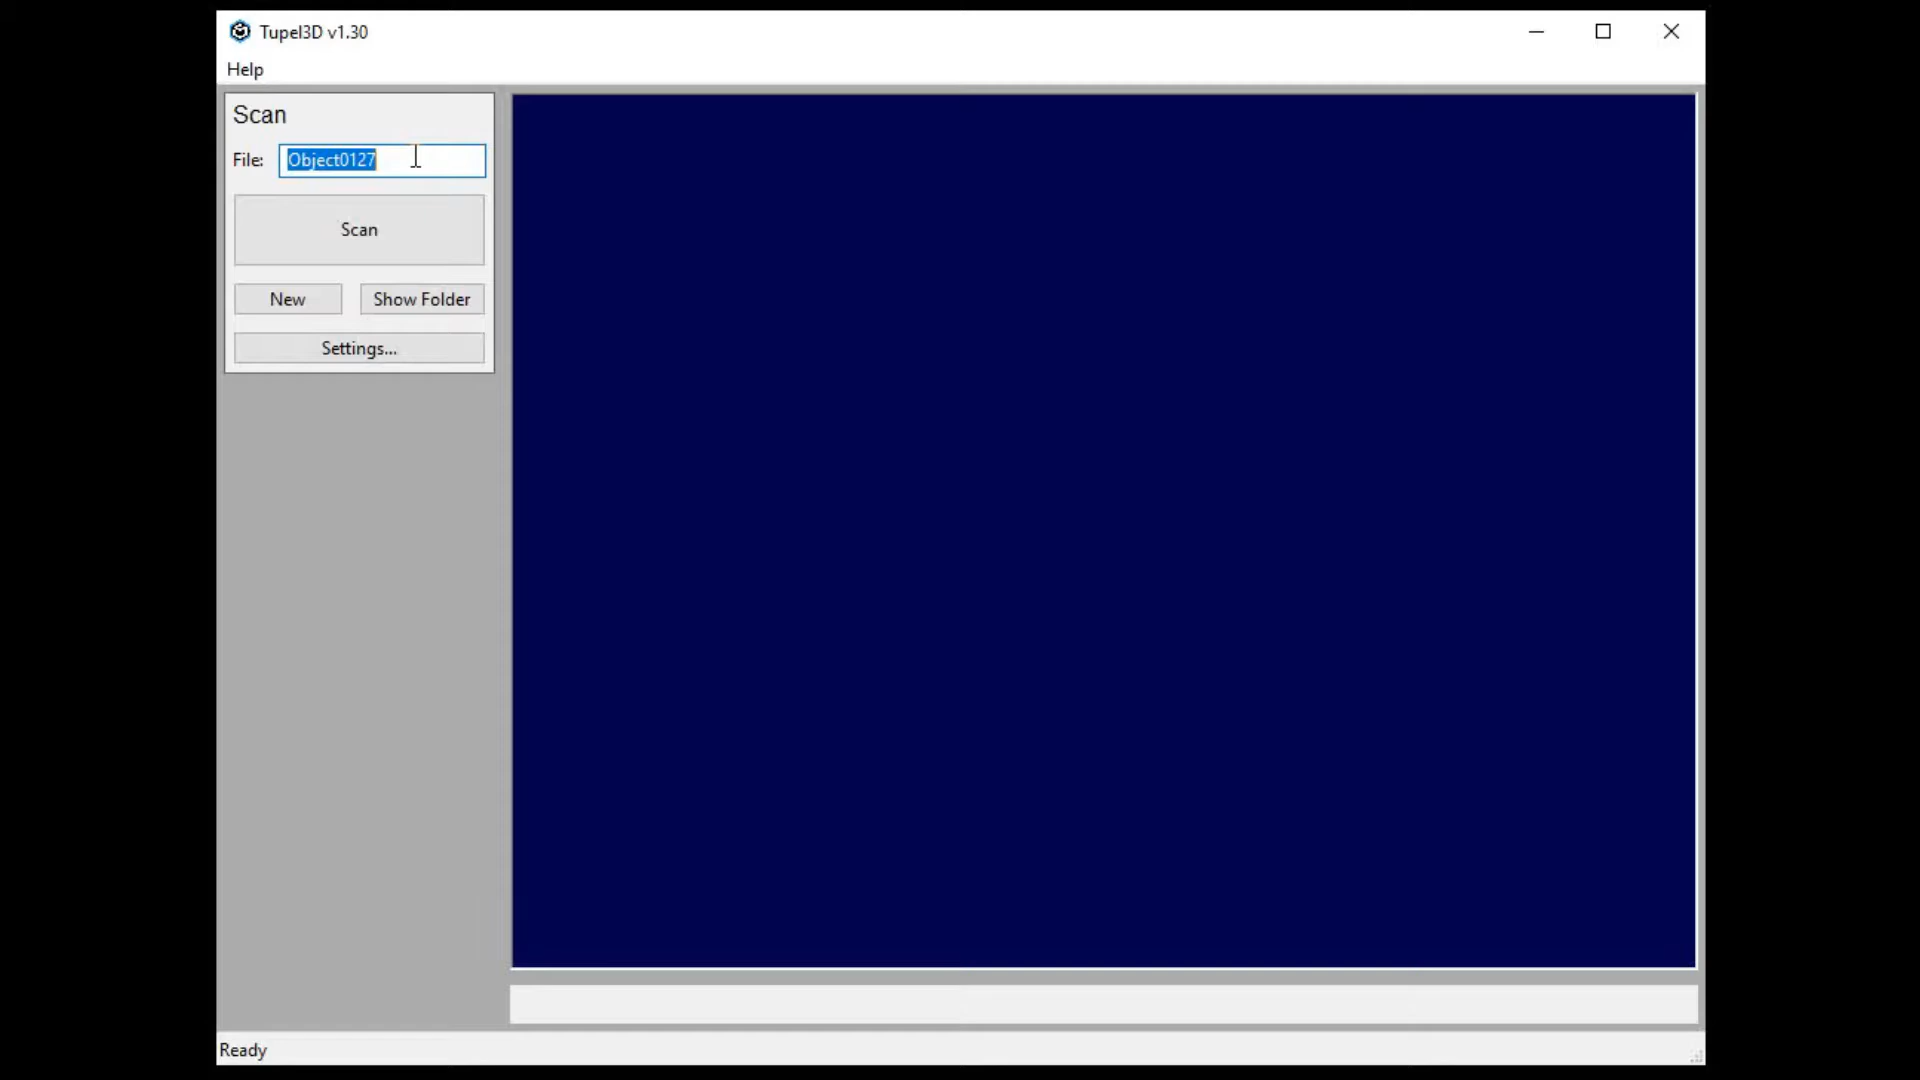 Tupel3D v1.30
Help
Scan
File: Object0127
Scan
New Show Folder
Settings...
Ready